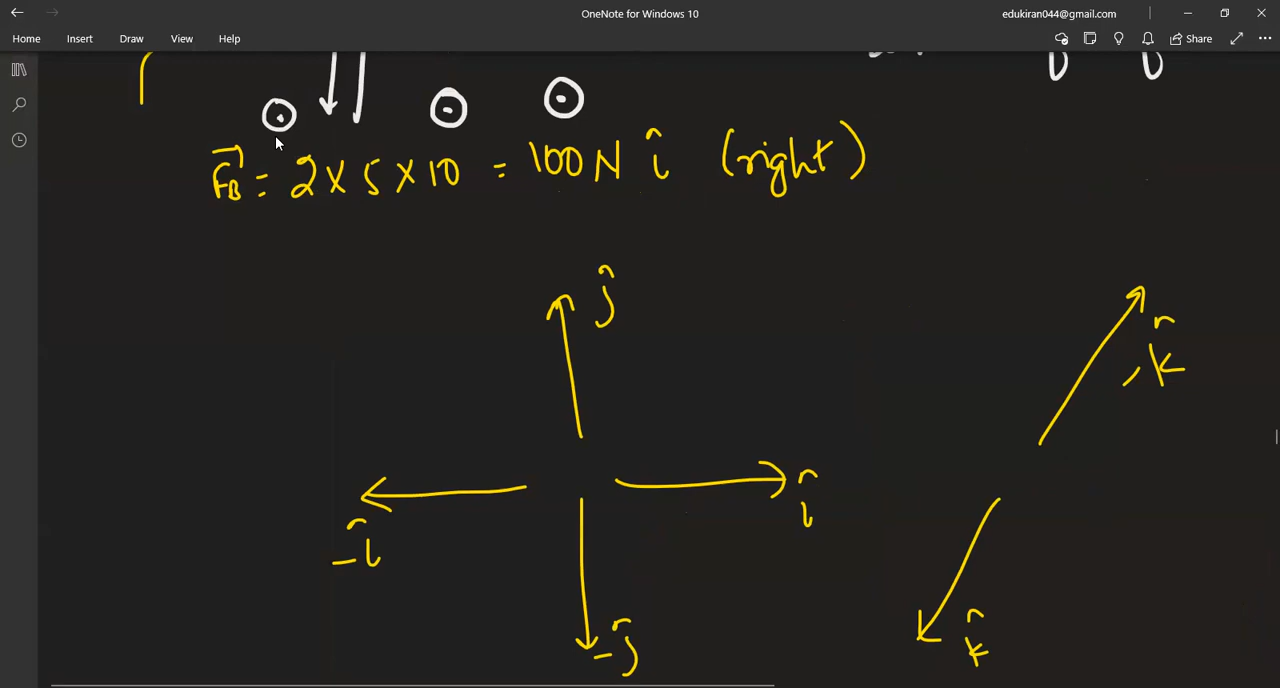 OneNote for Windows 10
edukiran044@gmail.com
Home Insert Draw View Help
Share
F⃗B = 2 × 5 × 10 = 100 N î (right)
ĵ
-k̂
î
-î
-ĵ
k̂